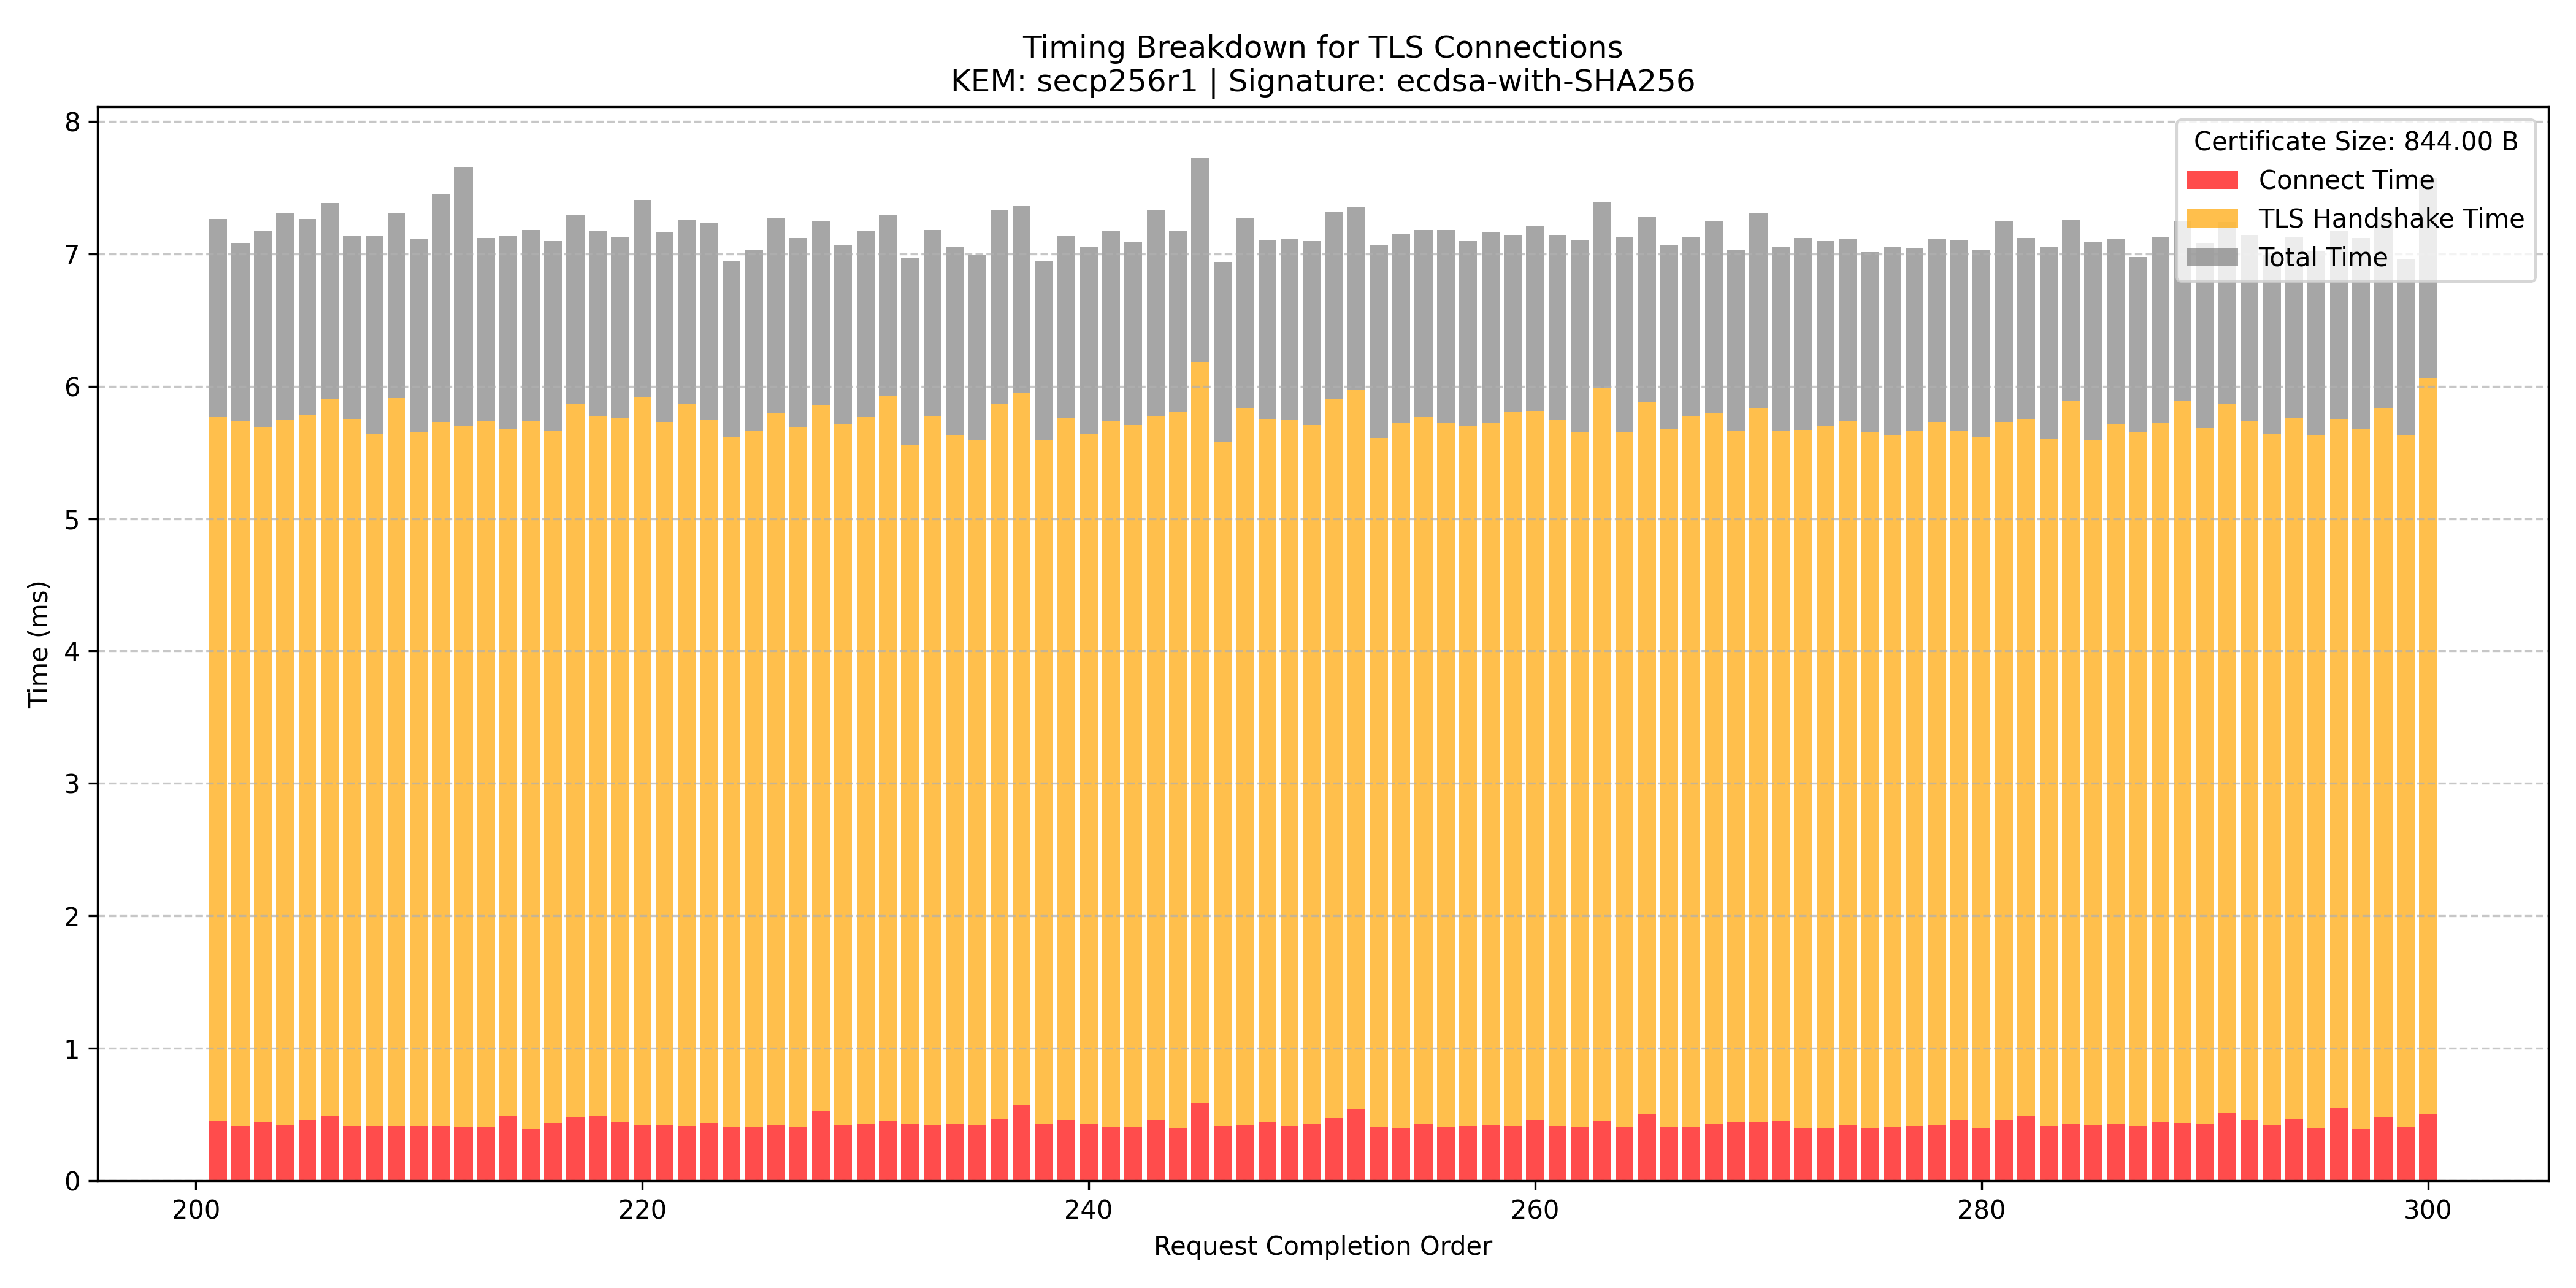 Timing Breakdown for TLS Connections
KEM: secp256r1 | Signature: ecdsa-with-SHA256
Certificate Size: 844.00 B
Connect Time
TLS Handshake Time
Total Time
Time (ms)
8
7
6
5
4
3
2
1
0
200 220 240 260 280 300
Request Completion Order